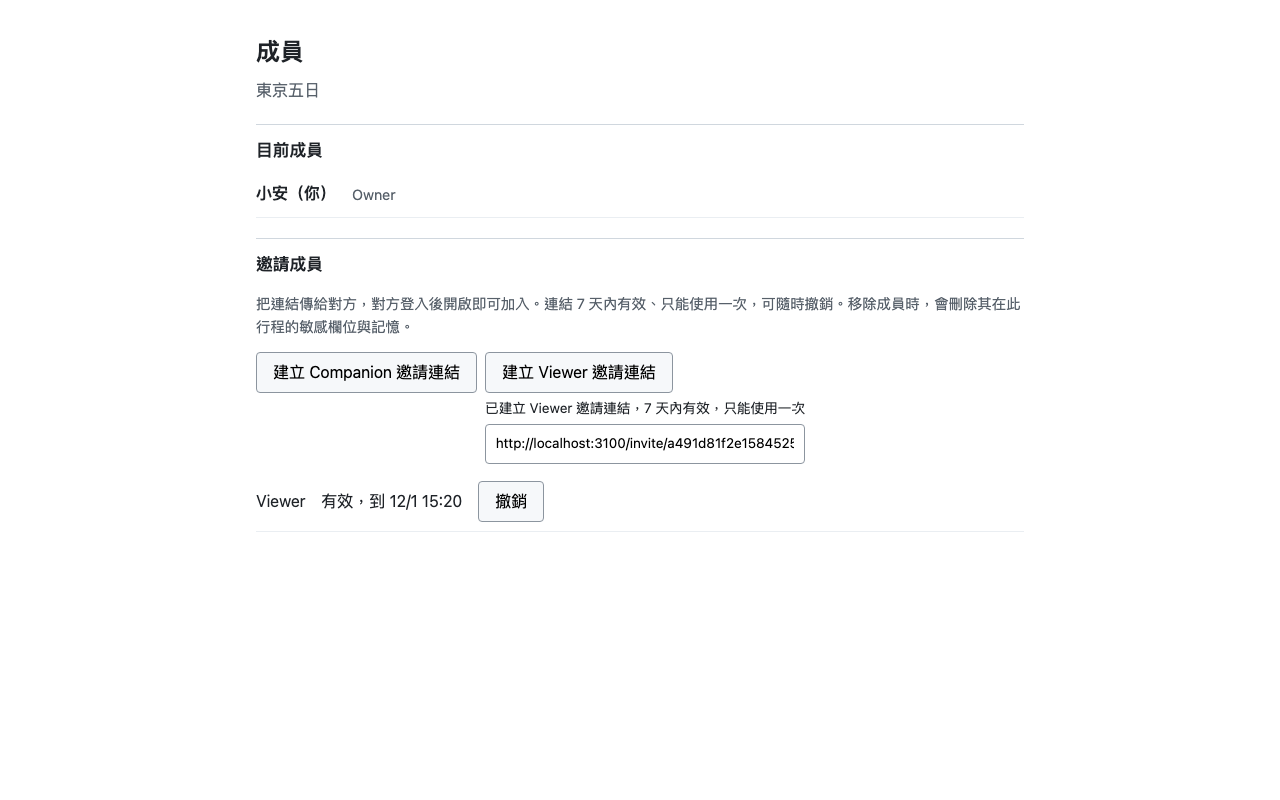 成員
東京五日
目前成員
小安（你） Owner
邀請成員
把連結傳給對方，對方登入後開啟即可加入。連結 7 天內有效、只能使用一次，可隨時撤銷。移除成員時，會刪除其在此
行程的敏感欄位與記憶。
建立 Companion 邀請連結 建立 Viewer 邀請連結
已建立 Viewer 邀請連結，7 天內有效，只能使用一次
http://localhost:3100/invite/a491d81f2e1584525
Viewer 有效，到 12/1 15:20 撤銷